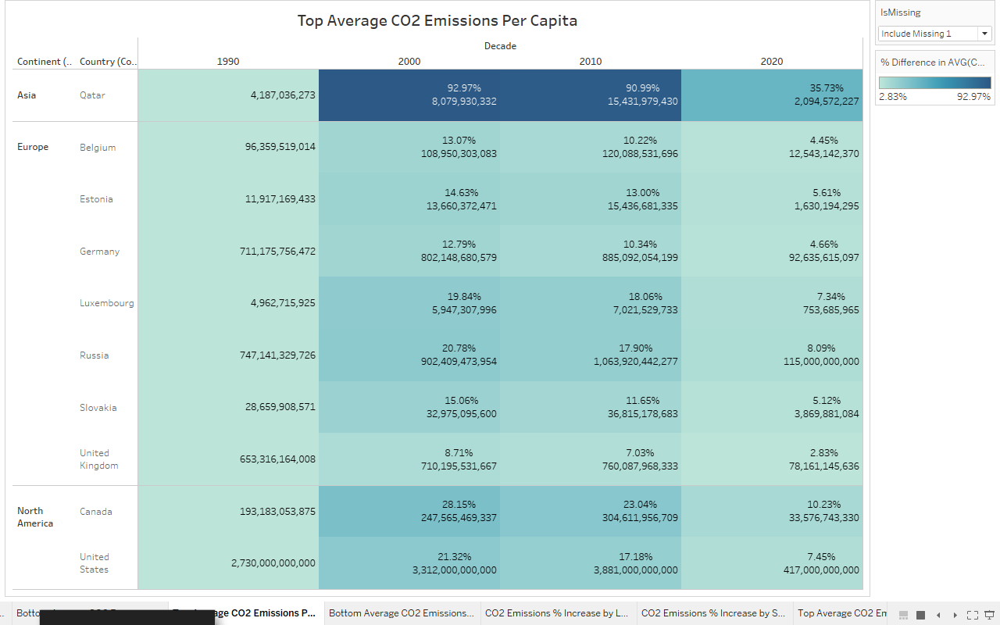 Top Average CO2 Emissions Per Capita
Decade
Continent (.. Country (Co.. 1990 2000 2010 2020
Asia Qatar 4,187,036,273 92.97% 8,079,930,332 90.99% 15,431,979,430 35.73% 2,094,572,227
Europe Belgium 96,359,519,014 13.07% 108,950,303,083 10.22% 120,088,531,696 4.45% 12,543,142,370
Estonia 11,917,169,433 14.63% 13,660,372,471 13.00% 15,436,681,335 5.61% 1,630,194,295
Germany 711,175,756,472 12.79% 802,148,680,579 10.34% 885,092,054,199 4.66% 92,635,615,097
Luxembourg 4,962,715,925 19.84% 5,947,307,996 18.06% 7,021,529,733 7.34% 753,685,965
Russia 747,141,329,726 20.78% 902,409,473,954 17.90% 1,063,920,442,277 8.09% 115,000,000,000
Slovakia 28,659,908,571 15.06% 32,975,095,600 11.65% 36,815,178,683 5.12% 3,869,881,084
United Kingdom 653,316,164,008 8.71% 710,195,531,667 7.03% 760,087,968,333 2.83% 78,161,145,636
North America Canada 193,183,053,875 28.15% 247,565,469,337 23.04% 304,611,956,709 10.23% 33,576,743,330
United States 2,730,000,000,000 21.32% 3,312,000,000,000 17.18% 3,881,000,000,000 7.45% 417,000,000,000
IsMissing
Include Missing 1
% Difference in AVG(C...
2.83% 92.97%
age CO2 Emissions P... Bottom Average CO2 Emissions... CO2 Emissions % Increase by L... CO2 Emissions % Increase by S... Top Average CO2 Em